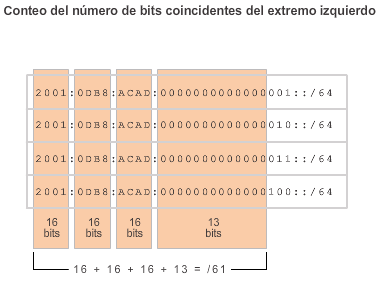 Conteo del número de bits coincidentes del extremo izquierdo
2001:0DB8:ACAD:0000000000000001::/64
2001:0DB8:ACAD:0000000000000010::/64
2001:0DB8:ACAD:0000000000000011::/64
2001:0DB8:ACAD:0000000000000100::/64
16 bits 16 bits 16 bits 13 bits
16 + 16 + 16 + 13 = /61